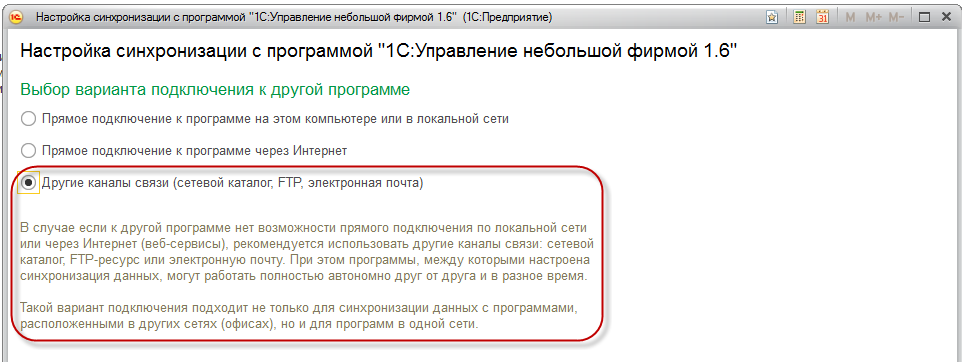 Настройка синхронизации с программой "1С:Управление небольшой фирмой 1.6" (1С:Предприятие)
M M+ M-
Настройка синхронизации с программой "1С:Управление небольшой фирмой 1.6"
Выбор варианта подключения к другой программе
Прямое подключение к программе на этом компьютере или в локальной сети
Прямое подключение к программе через Интернет
Другие каналы связи (сетевой каталог, FTP, электронная почта)
В случае если к другой программе нет возможности прямого подключения по локальной сети
или через Интернет (веб-сервисы), рекомендуется использовать другие каналы связи: сетевой
каталог, FTP-ресурс или электронную почту. При этом программы, между которыми настроена
синхронизация данных, могут работать полностью автономно друг от друга и в разное время.
Такой вариант подключения подходит не только для синхронизации данных с программами,
расположенными в других сетях (офисах), но и для программ в одной сети.